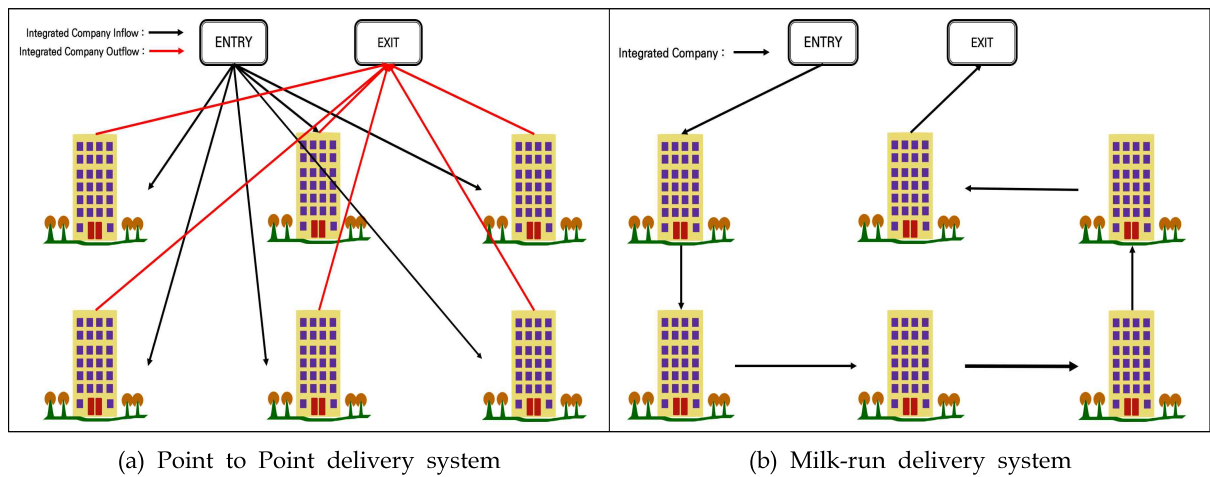 Integrated Company Inflow :
Integrated Company Outflow :
ENTRY
EXIT
Integrated Company :
ENTRY
EXIT
(a) Point to Point delivery system
(b) Milk-run delivery system